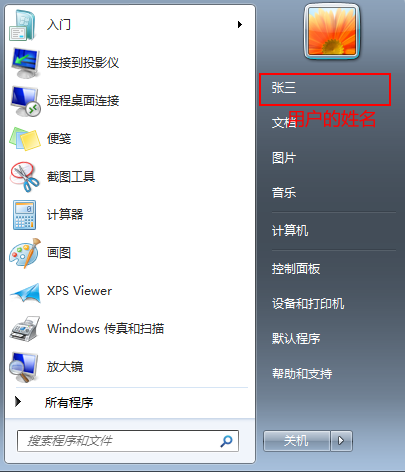 入门
连接到投影仪
远程桌面连接
便笺
截图工具
计算器
画图
XPS Viewer
Windows 传真和扫描
放大镜
所有程序
搜索程序和文件
张三
用户的姓名
文档
图片
音乐
计算机
控制面板
设备和打印机
默认程序
帮助和支持
关机